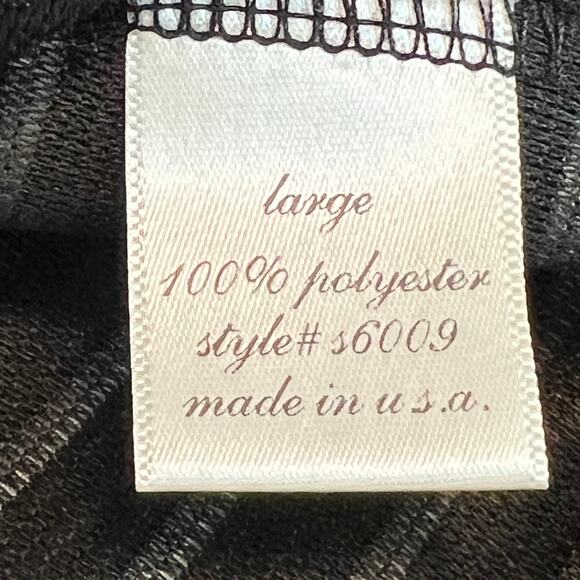 large
100% polyester
style# s6009
made in u s.a.